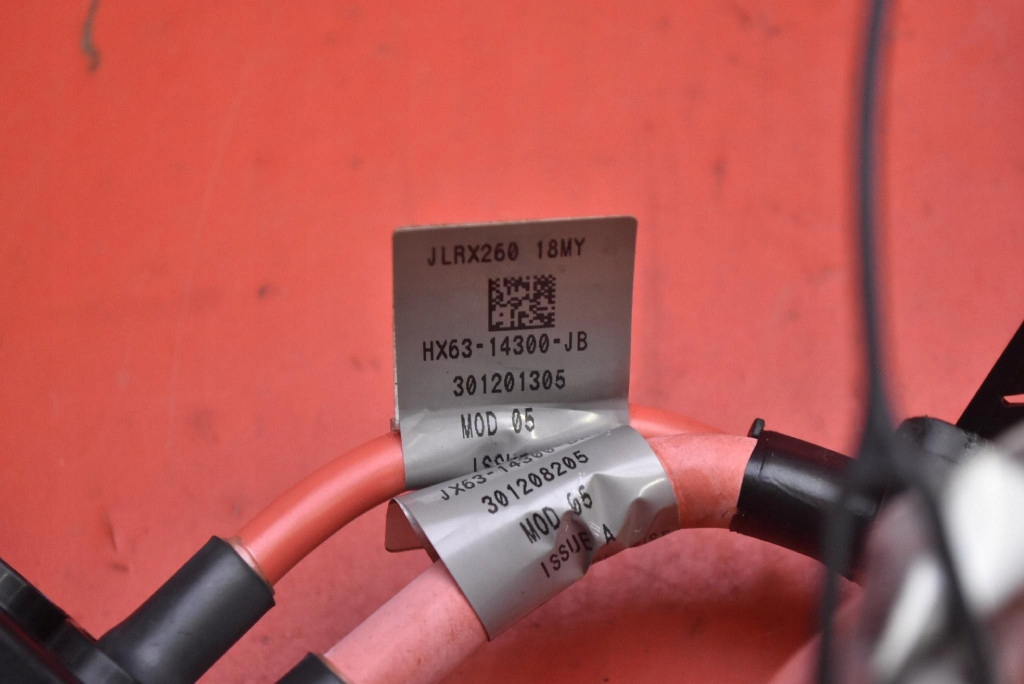 JLRX260 18MY
HX63-14300-JB
301201305
MOD 05
JX63-14300-
301208205
MOD 05
ISSUE A